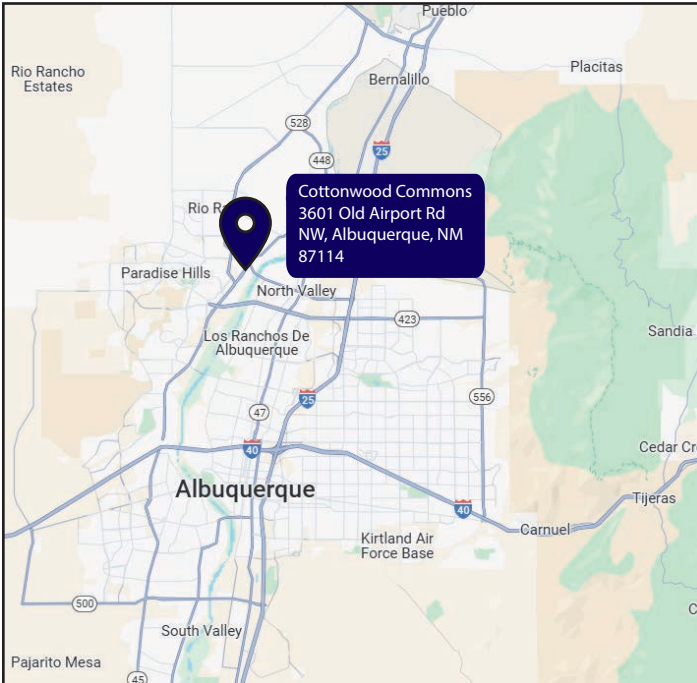 Pueblo
Rio Rancho
Estates
Placitas
Bernalillo
528
448
25
Cottonwood Commons
3601 Old Airport Rd
NW, Albuquerque, NM
87114
Rio R
Paradise Hills
North Valley
423
Los Ranchos De
Albuquerque
Sandia
25
556
47
40
Cedar Cr
Albuquerque
Tijeras
40
Carnuel
Kirtland Air
Force Base
500
South Valley
Pajarito Mesa
45